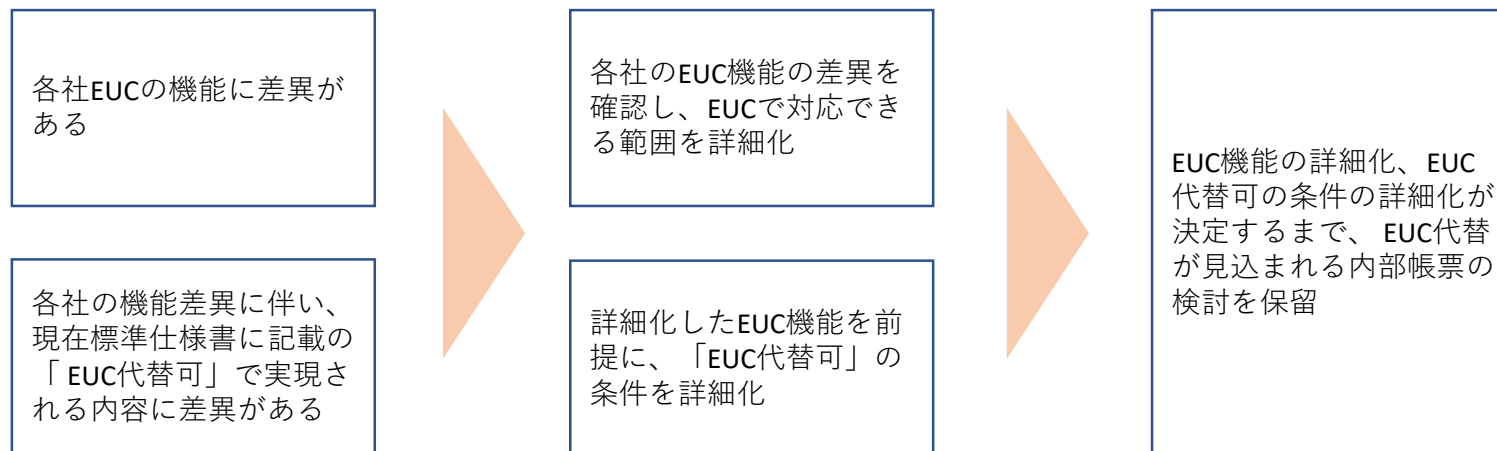 各社EUCの機能に差異が
ある
各社の機能差異に伴い、
現在標準仕様書に記載の
「 EUC代替可」で実現さ
れる内容に差異がある
各社のEUC機能の差異を
確認し、EUCで対応でき
る範囲を詳細化
詳細化したEUC機能を前
提に、「EUC代替可」の
条件を詳細化
EUC機能の詳細化、EUC
代替可の条件の詳細化が
決定するまで、 EUC代替
が見込まれる内部帳票の
検討を保留